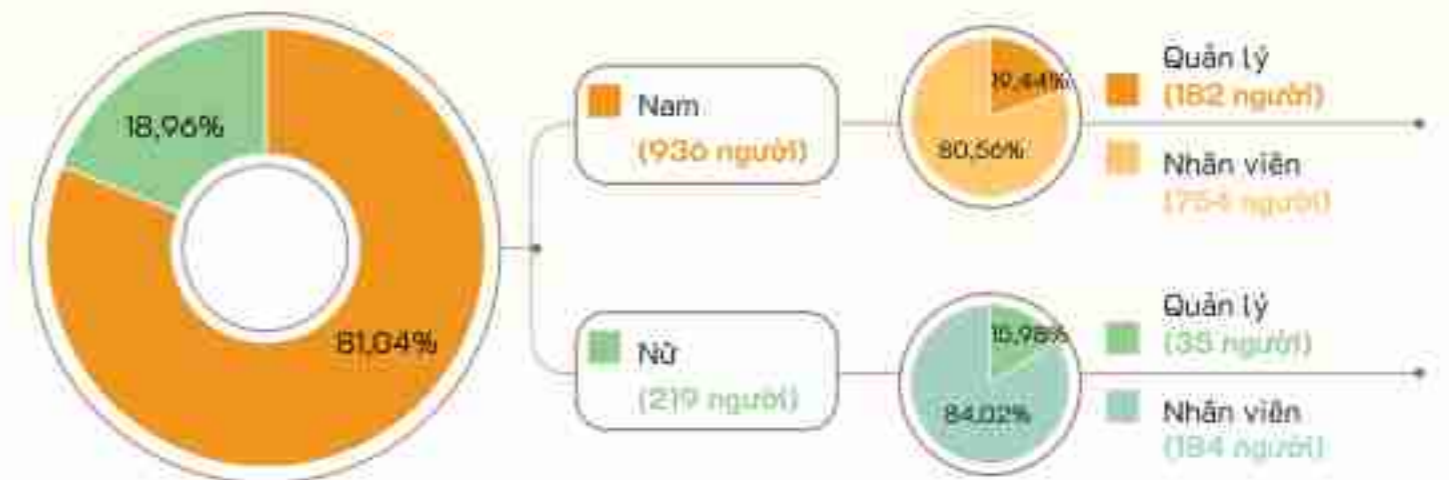 18,96%
81,04%
Nam
(936 người)
19,44%
80,56%
Quản lý
(182 người)
Nhân viên
(754 người)
Nữ
(219 người)
15,98%
84,02%
Quản lý
(35 người)
Nhân viên
(184 người)